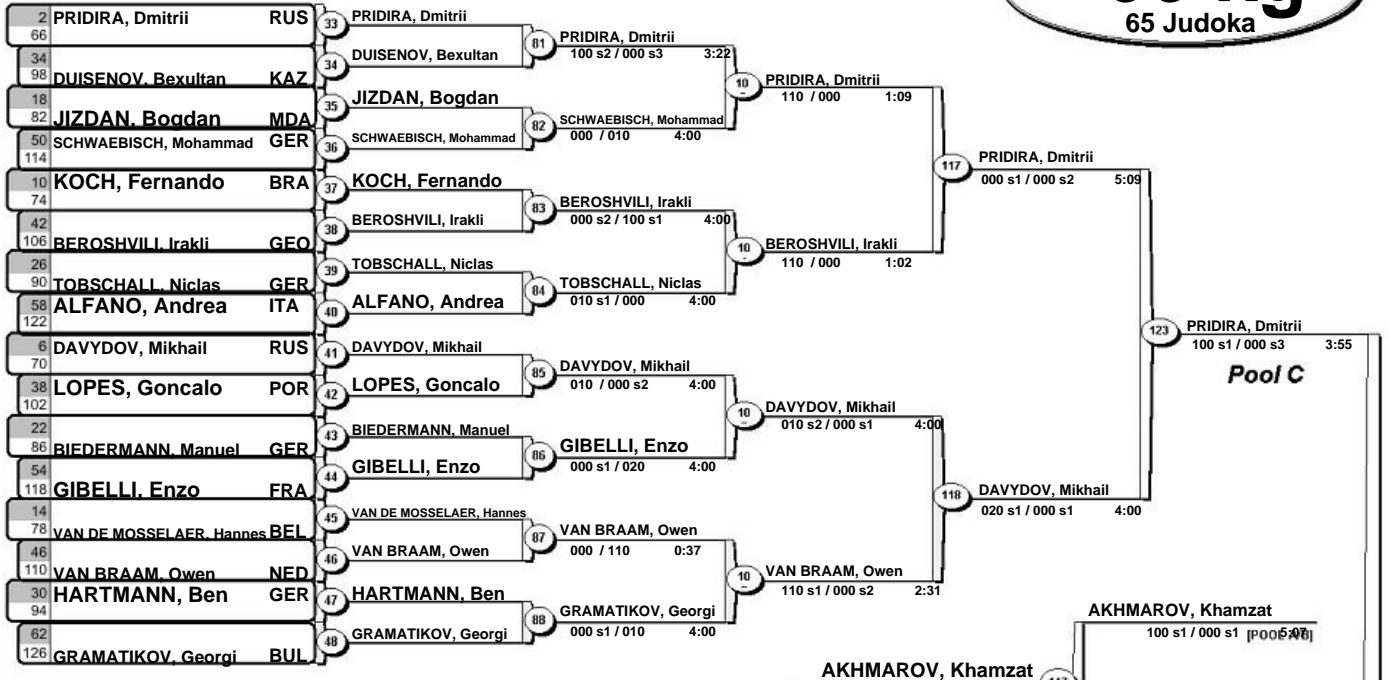 65 Judoka
2 PRIDIRA, Dmitrii RUS
66
34
98 DUISENOV, Bexultan KAZ
18
82 JIZDAN, Bogdan MDA
50 SCHWAEBISCH, Mohammad GER
114
10 KOCH, Fernando BRA
74
42
106 BEROSHVILI, Irakli GEO
26
90 TOBSCHALL, Niclas GER
58 ALFANO, Andrea ITA
122
6 DAVYDOV, Mikhail RUS
70
38 LOPES, Goncalo POR
102
22
86 BIEDERMANN, Manuel GER
54
118 GIBELLI, Enzo FRA
14
78 VAN DE MOSSELAER, Hannes BEL
46
110 VAN BRAAM, Owen NED
30 HARTMANN, Ben GER
94
62
126 GRAMATIKOV, Georgi BUL
33 PRIDIRA, Dmitrii
34 DUISENOV, Bexultan
35 JIZDAN, Bogdan
36 SCHWAEBISCH, Mohammad
37 KOCH, Fernando
38 BEROSHVILI, Irakli
39 TOBSCHALL, Niclas
40 ALFANO, Andrea
41 DAVYDOV, Mikhail
42 LOPES, Goncalo
43 BIEDERMANN, Manuel
44 GIBELLI, Enzo
45 VAN DE MOSSELAER, Hannes
46 VAN BRAAM, Owen
47 HARTMANN, Ben
48 GRAMATIKOV, Georgi
81 PRIDIRA, Dmitrii
100 s2 / 000 s3 3:22
82 SCHWAEBISCH, Mohammad
000 / 010 4:00
83 BEROSHVILI, Irakli
000 s2 / 100 s1 4:00
84 TOBSCHALL, Niclas
010 s1 / 000 4:00
85 DAVYDOV, Mikhail
010 / 000 s2 4:00
86 GIBELLI, Enzo
000 s1 / 020 4:00
87 VAN BRAAM, Owen
000 / 110 0:37
88 GRAMATIKOV, Georgi
000 s1 / 010 4:00
10 PRIDIRA, Dmitrii
110 / 000 1:09
10 BEROSHVILI, Irakli
110 / 000 1:02
10 DAVYDOV, Mikhail
010 s2 / 000 s1 4:00
10 VAN BRAAM, Owen
110 s1 / 000 s2 2:31
117 PRIDIRA, Dmitrii
000 s1 / 000 s2 5:09
118 DAVYDOV, Mikhail
020 s1 / 000 s1 4:00
123 PRIDIRA, Dmitrii
100 s1 / 000 s3 3:55
Pool C
AKHMAROV, Khamzat
100 s1 / 000 s1 5:07
AKHMAROV, Khamzat